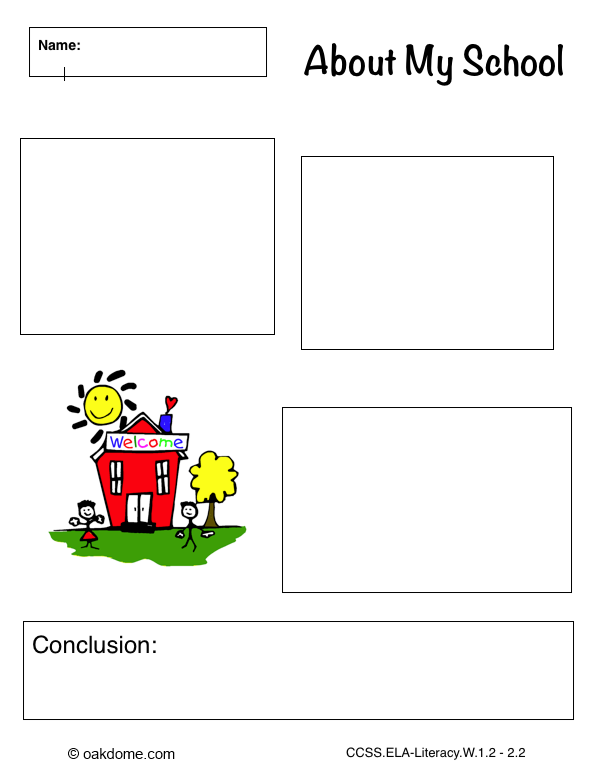 Name:
About My School
Welcome
Conclusion:
© oakdome.com
CCSS.ELA-Literacy.W.1.2 - 2.2